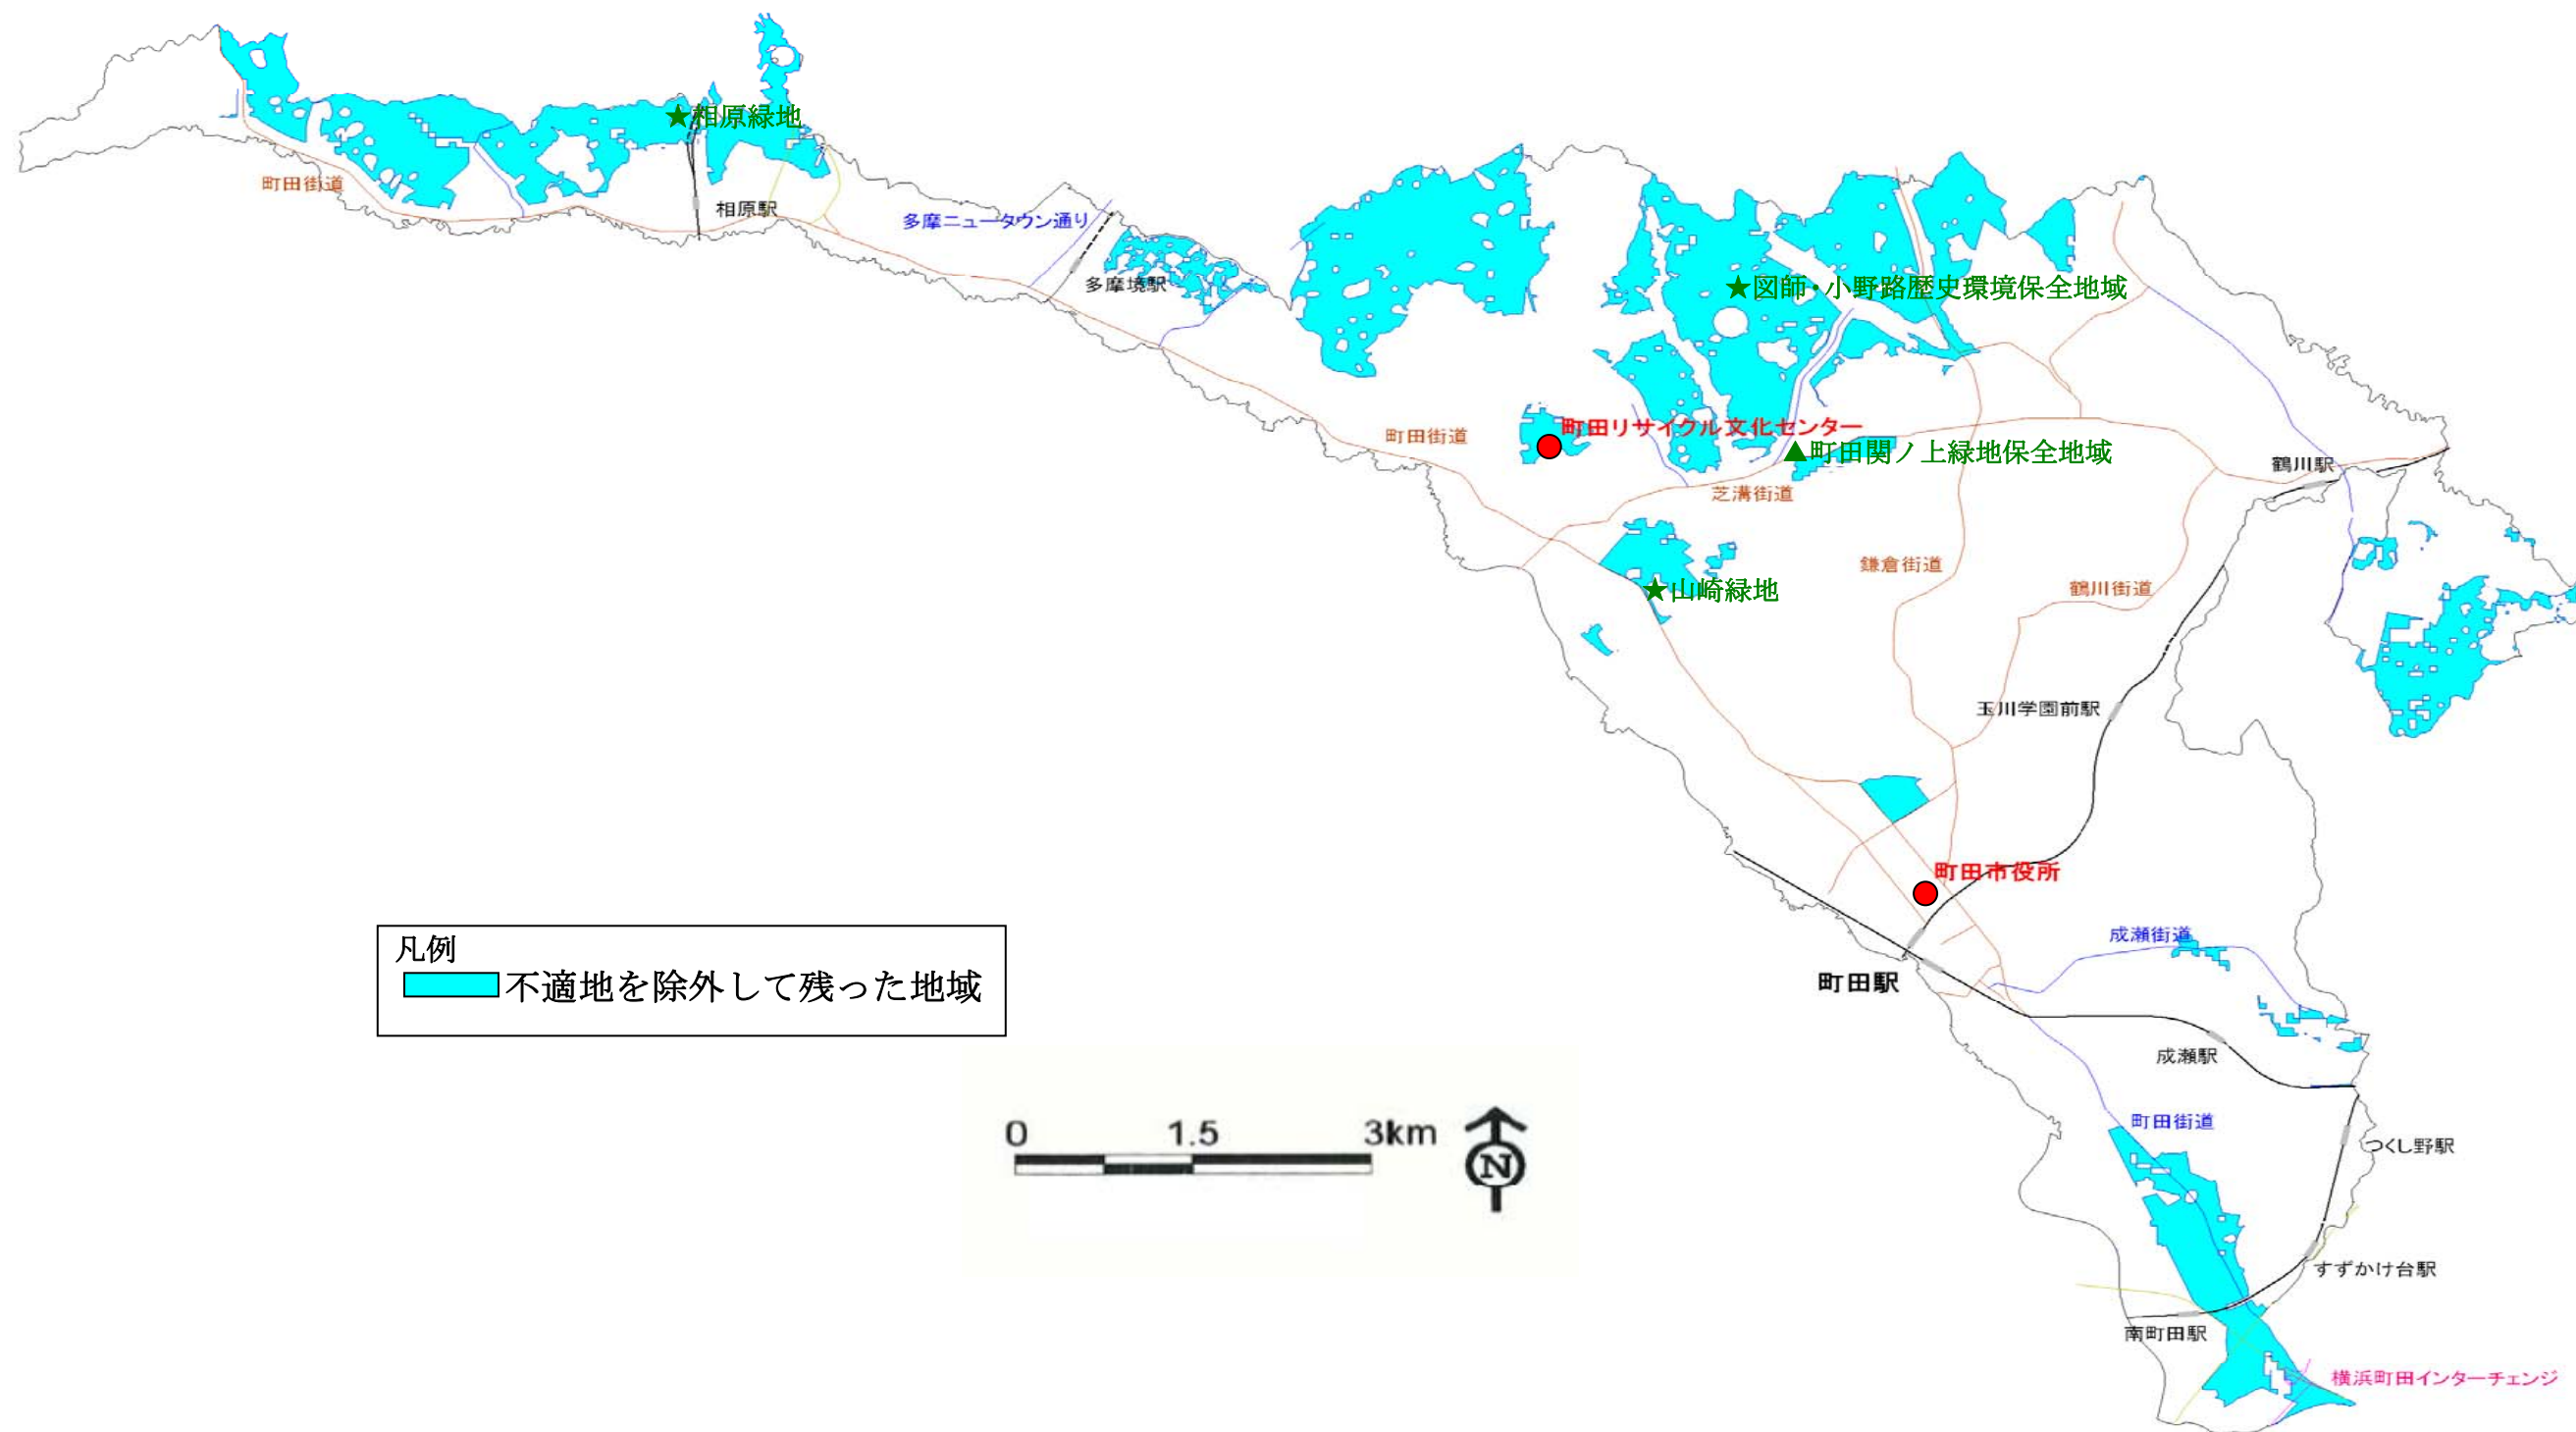 ★相原緑地
町田街道
相原駅
多摩ニュータウン通り
多摩境駅
★図師・小野路歴史環境保全地域
町田リサイクル文化センター
町田街道
▲町田関ノ上緑地保全地域
鶴川駅
芝溝街道
鎌倉街道
★山崎緑地
鶴川街道
玉川学園前駅
町田市役所
成瀬街道
凡例
不適地を除外して残った地域
町田駅
成瀬駅
町田街道
0 1.5 3km
N
つくし野駅
すずかけ台駅
南町田駅
横浜町田インターチェンジ